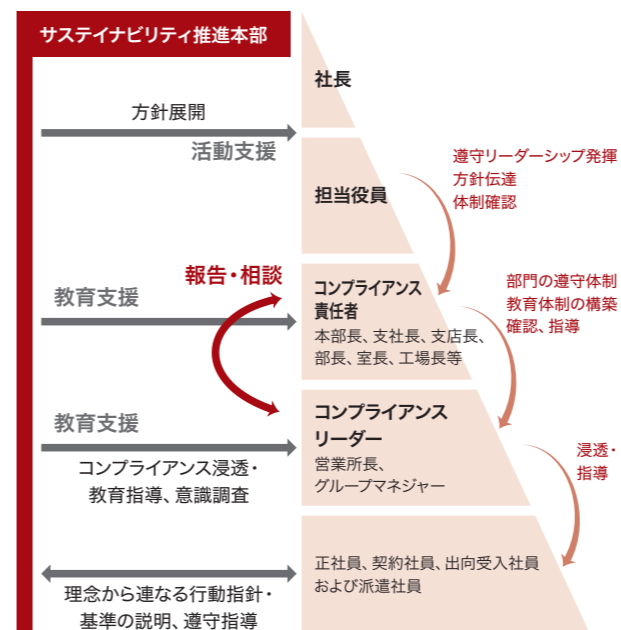 サステイナビリティ推進本部
社長
方針展開
活動支援
担当役員
遵守リーダーシップ発揮
方針伝達
体制確認
報告・相談
教育支援
コンプライアンス
責任者
本部長、支社長、支店長、
部長、室長、工場長等
部門の遵守体制
教育体制の構築
確認、指導
教育支援
コンプライアンス浸透・
教育指導、意識調査
コンプライアンス
リーダー
営業所長、
グループマネジャー
浸透・
指導
正社員、契約社員、出向受入社員
および派遣社員
理念から連なる行動指針・
基準の説明、遵守指導